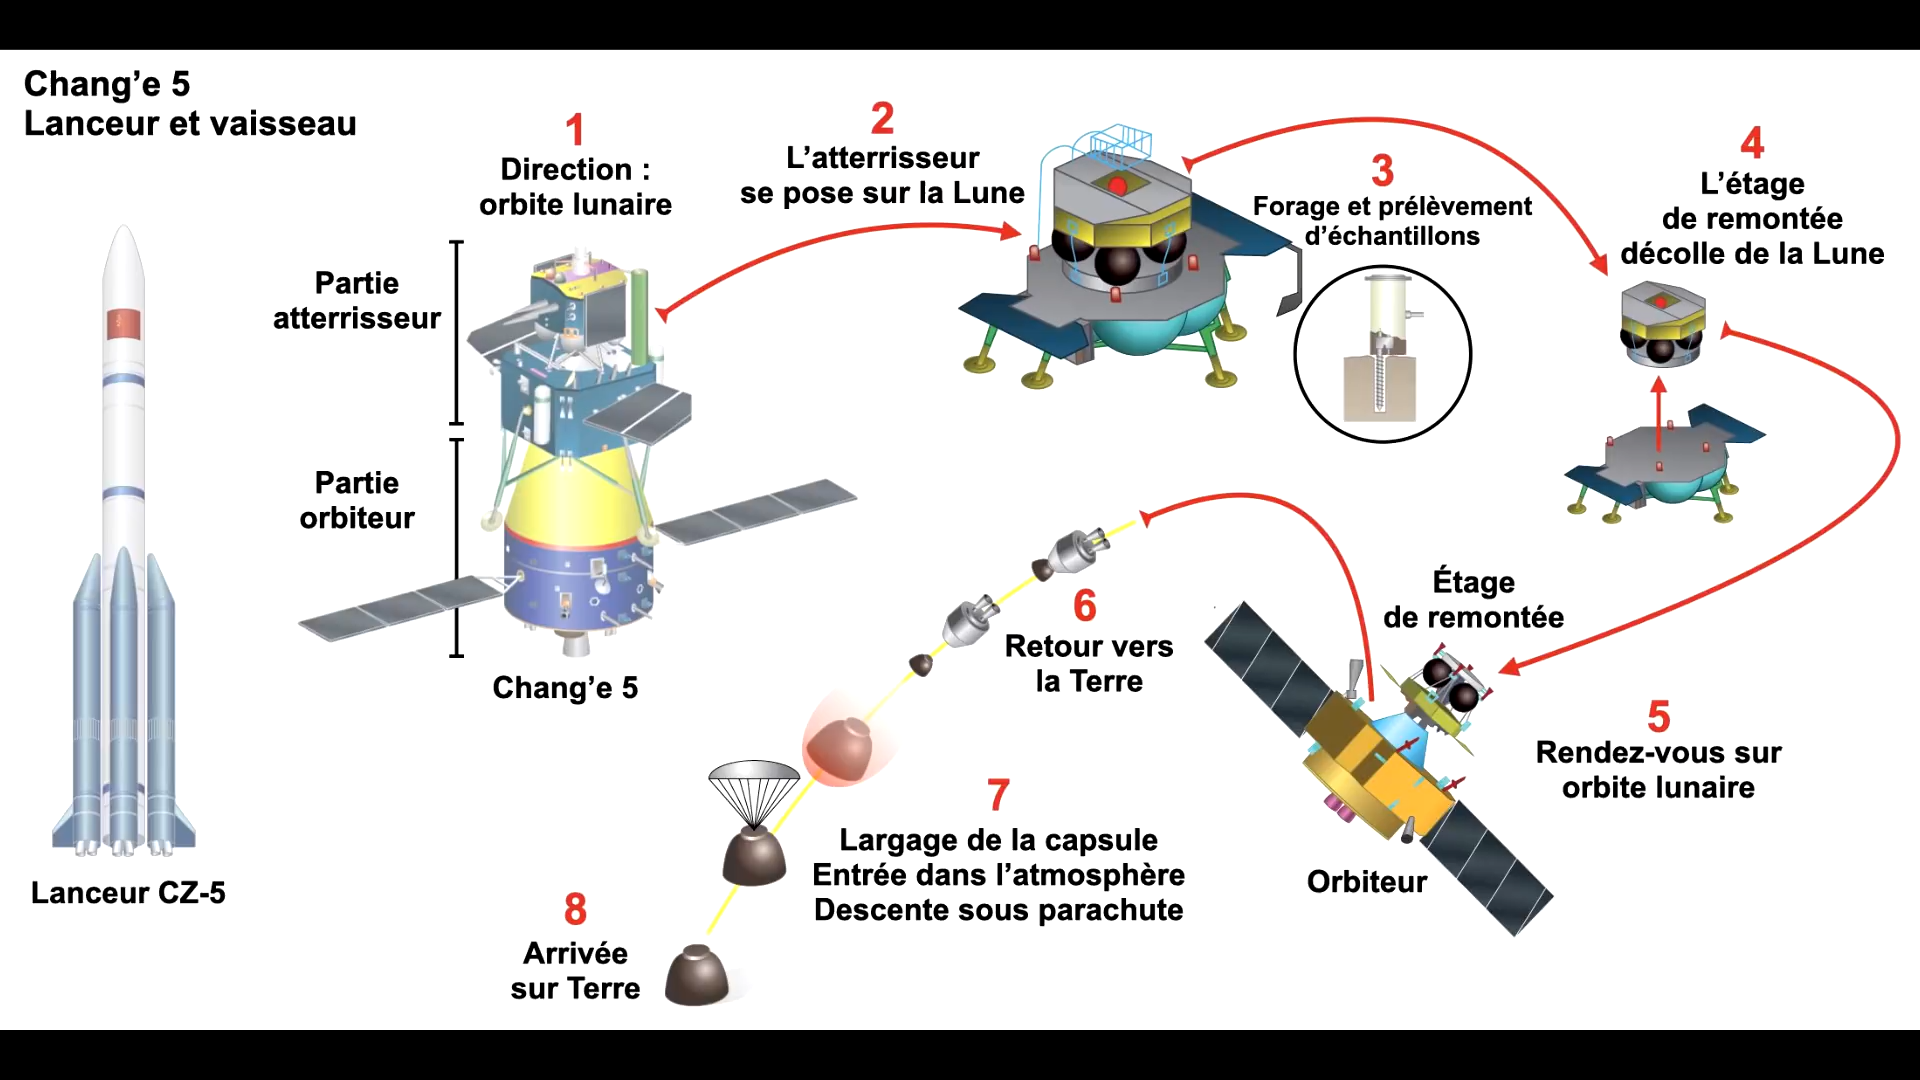 Chang’e 5
Lanceur et vaisseau
1
Direction :
orbite lunaire
2
L’atterrisseur
se pose sur la Lune
3
Forage et prélèvement
d’échantillons
4
L’étage
de remontée
décolle de la Lune
Partie
atterrisseur
Partie
orbiteur
Chang’e 5
Lanceur CZ-5
Étage
de remontée
5
Rendez-vous sur
orbite lunaire
Orbiteur
6
Retour vers
la Terre
7
Largage de la capsule
Entrée dans l’atmosphère
Descente sous parachute
8
Arrivée
sur Terre